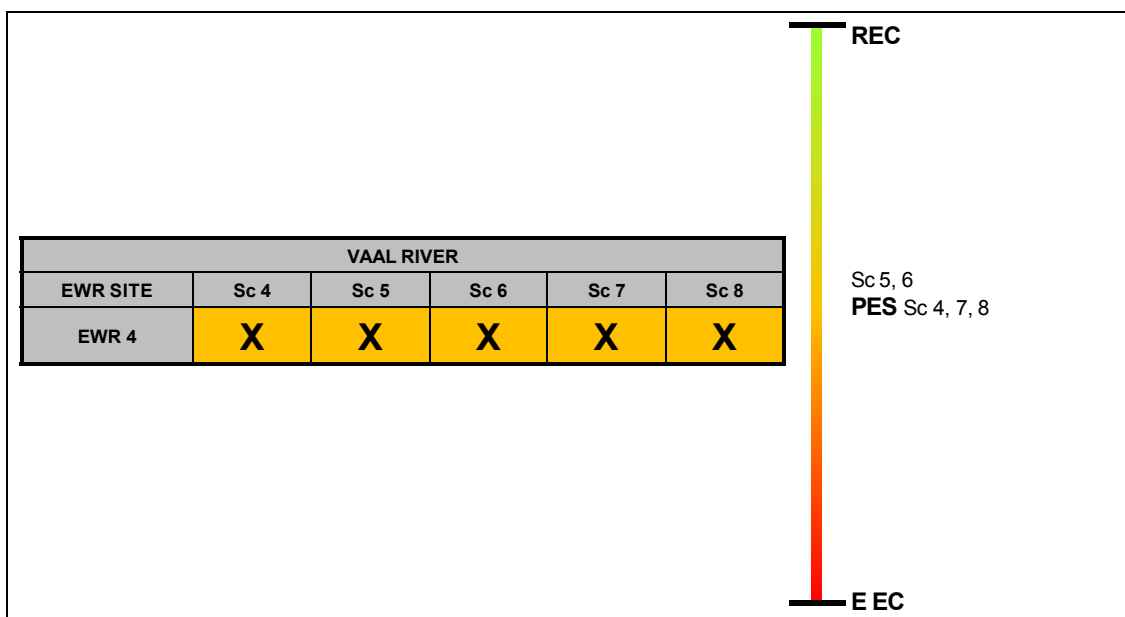 REC
VAAL RIVER
EWR SITE Sc 4 Sc 5 Sc 6 Sc 7 Sc 8
EWR 4 X X X X X
Sc 5, 6
PES Sc 4, 7, 8
E EC